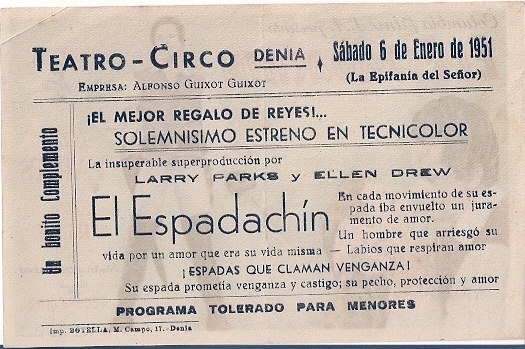 TEATRO-CIRCO DENIA
EMPRESA: ALFONSO GUIXOT GUIXOT
Sábado 6 de Enero de 1951
(La Epifanía del Señor)
Un bonito Complemento
¡EL MEJOR REGALO DE REYES!...
SOLEMNISIMO ESTRENO EN TECNICOLOR
La insuperable superproducción por
LARRY PARKS y ELLEN DREW
El Espadachín
En cada movimiento de su es-
pada iba envuelto un jura-
mento de amor.
Un hombre que arriesgó su
vida por un amor que era su vida misma — Labios que respiran amor
¡ESPADAS QUE CLAMAN VENGANZA!
Su espada prometía venganza y castigo; su pecho, protección y amor
PROGRAMA TOLERADO PARA MENORES
Imp. BOTELLA, M. Campo, 17.-Denia